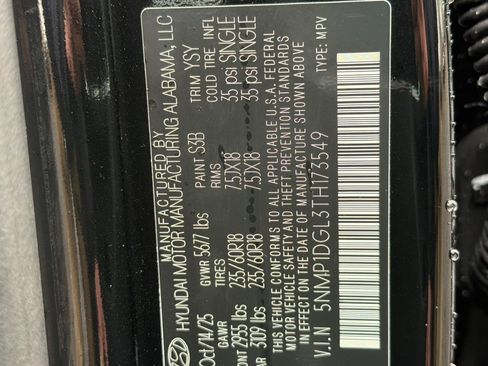 MANUFACTURED BY
HYUNDAI MOTOR MANUFACTURING ALABAMA, LLC
Oct/14/25 PAINT S3B TRIM YSY
GVWR 5677 lbs
GAWR TIRES RIMS COLD TIRE INFL
ONT 2955 lbs 235/60R18 7.5JX18 35 psi SINGLE
AR 3109 lbs 235/60R18 7.5JX18 35 psi SINGLE
THIS VEHICLE CONFORMS TO ALL APPLICABLE U.S.A. FEDERAL
MOTOR VEHICLE SAFETY AND THEFT PREVENTION STANDARDS
IN EFFECT ON THE DATE OF MANUFACTURE SHOWN ABOVE
V.I.N 5NMP1DGL3TH173549 TYPE: MPV